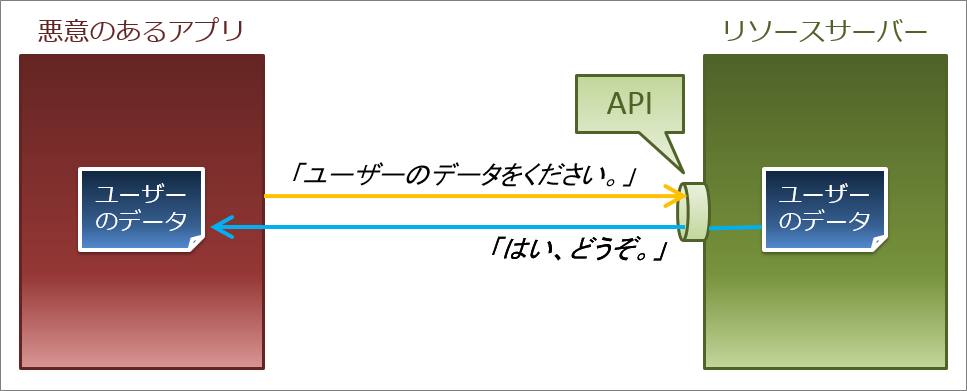 悪意のあるアプリ
リソースサーバー
API
「ユーザーのデータをください。」
ユーザー
のデータ
ユーザー
のデータ
「はい、どうぞ。」